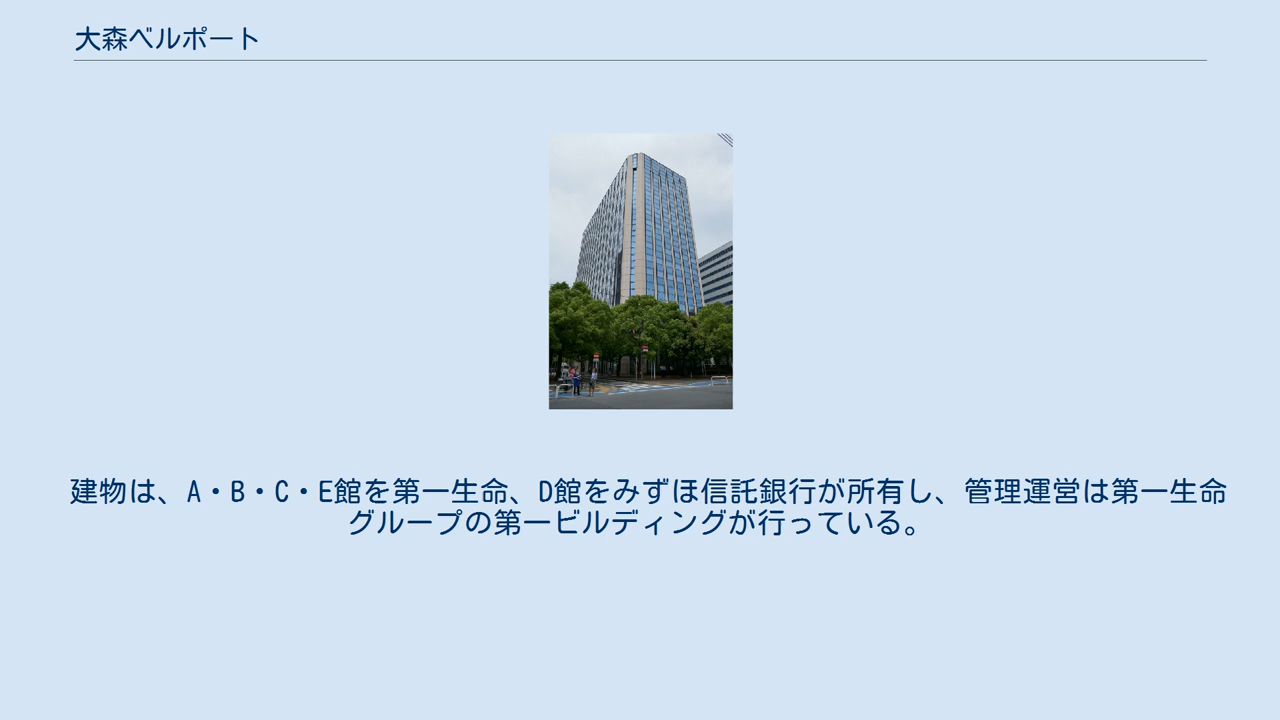 大森ベルポート
建物は、A・B・C・E館を第一生命、D館をみずほ信託銀行が所有し、管理運営は第一生命
グループの第一ビルディングが行っている。